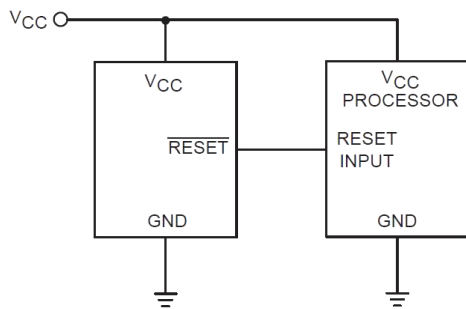 VCC
VCC
RESET
GND
VCC
PROCESSOR
RESET
INPUT
GND